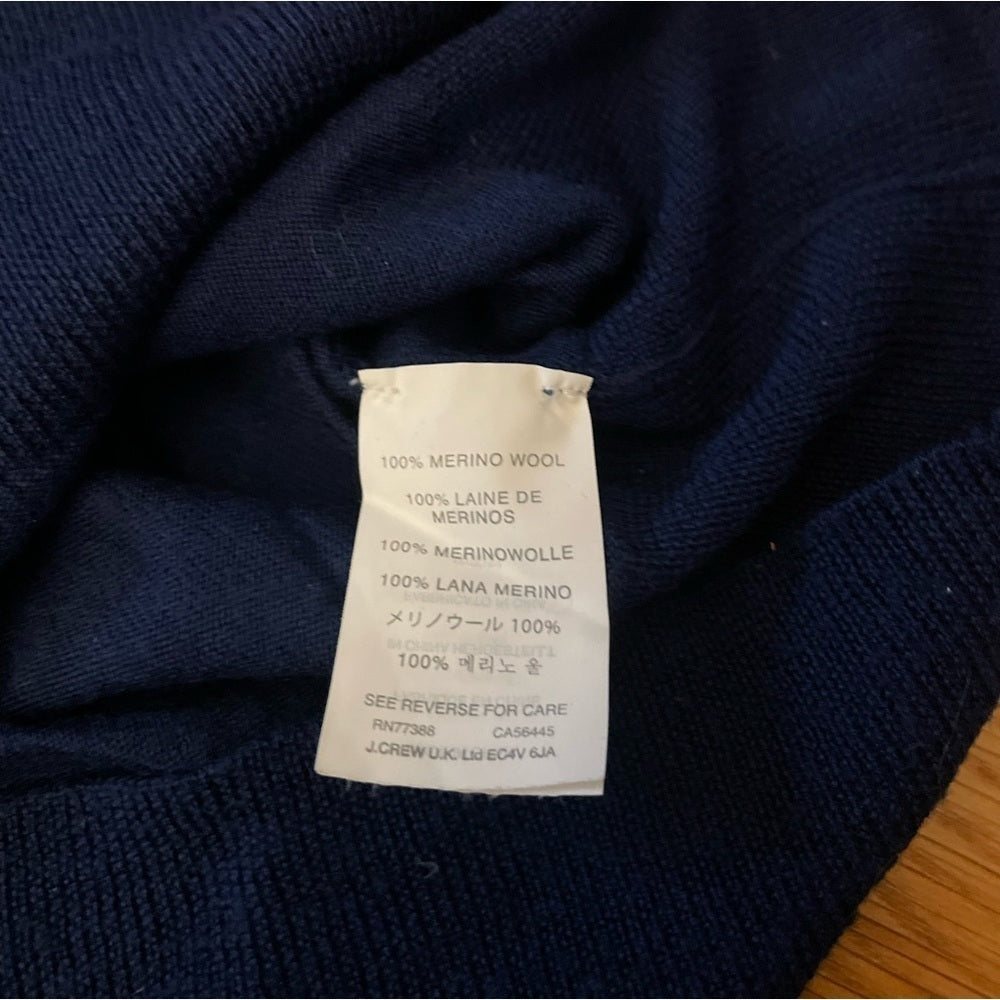 100% MERINO WOOL
100% LAINE DE
MERINOS
100% MERINOWOLLE
100% LANA MERINO
メリノウール 100%
100% 메리노 울
SEE REVERSE FOR CARE
RN77388 CA56445
J.CREW U.K. Ltd EC4V 6JA